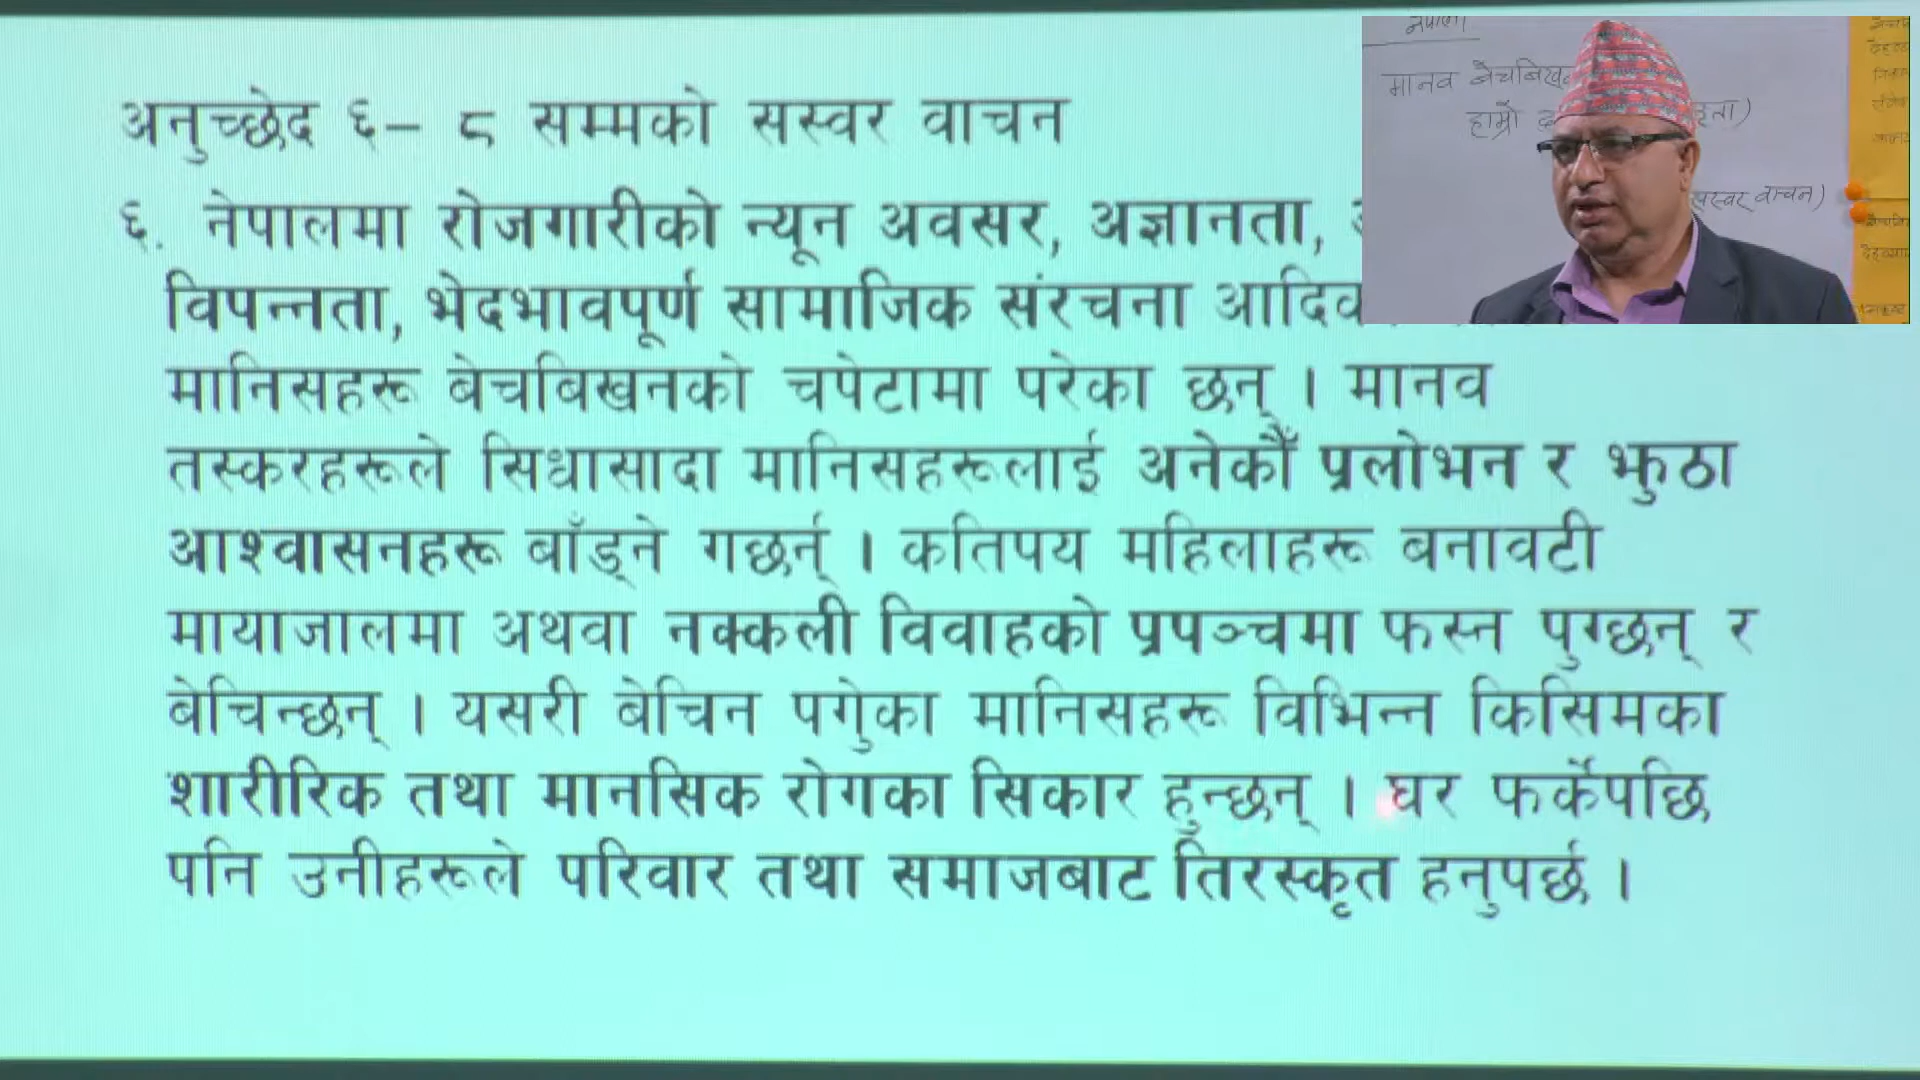 अनुच्छेद ६– ८ सम्मको सस्वर वाचन
६. नेपालमा रोजगारीको न्यून अवसर, अज्ञानता,
विपन्नता, भेदभावपूर्ण सामाजिक संरचना
मानिसहरू बेचबिखनको चपेटामा परेका छन् । मानव
तस्करहरूले सिधासादा मानिसहरूलाई अनेकौँ प्रलोभन र झुठा
आश्वासनहरू बाँड्ने गर्छन् । कतिपय महिलाहरू बनावटी
मायाजालमा अथवा नक्कली विवाहको प्रपञ्चमा फस्न पुग्छन् र
बेचिन्छन् । यसरी बेचिन पुगेका मानिसहरू विभिन्न किसिमका
शारीरिक तथा मानसिक रोगका सिकार हुन्छन् । घर फर्केपछि
पनि उनीहरूले परिवार तथा समाजबाट तिरस्कृत हुनुपर्छ ।
मानव
हाम्रो
सस्वर वाचन)